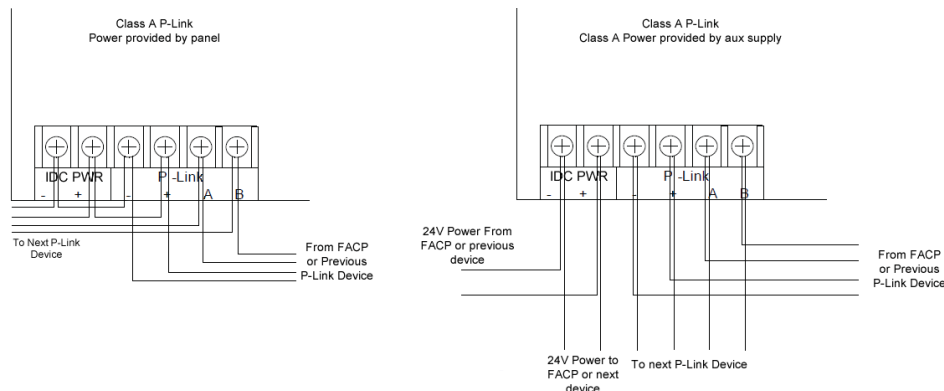 Class A P-Link
Power provided by panel
IDC PWR
P -Link
- + - + A B
To Next P-Link
Device
From FACP
or Previous
P-Link Device
Class A P-Link
Class A Power provided by aux supply
IDC PWR
P -Link
- + - + A B
24V Power From
FACP or previous
device
From FACP
or Previous
P-Link Device
24V Power to
FACP or next
device
To next P-Link Device